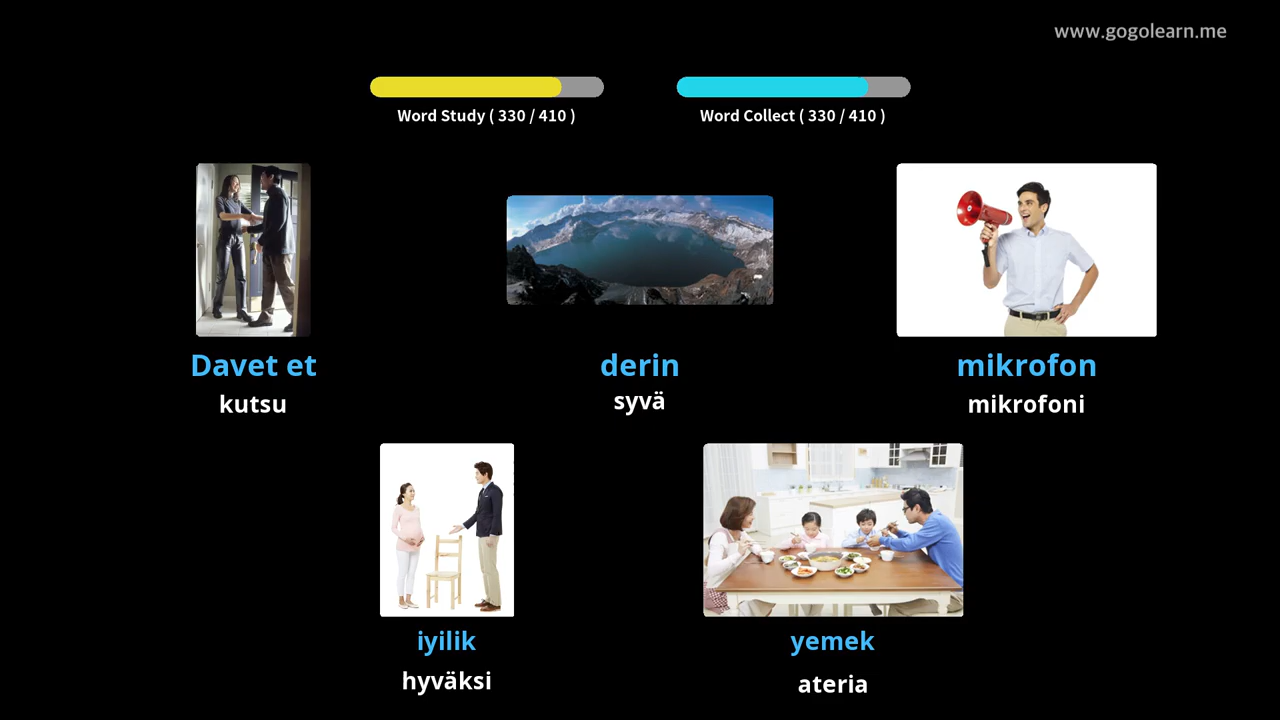 www.gogolearn.me
Word Study ( 330 / 410 )
Word Collect ( 330 / 410 )
Davet et
kutsu
derin
syvä
mikrofon
mikrofoni
iyilik
hyväksi
yemek
ateria